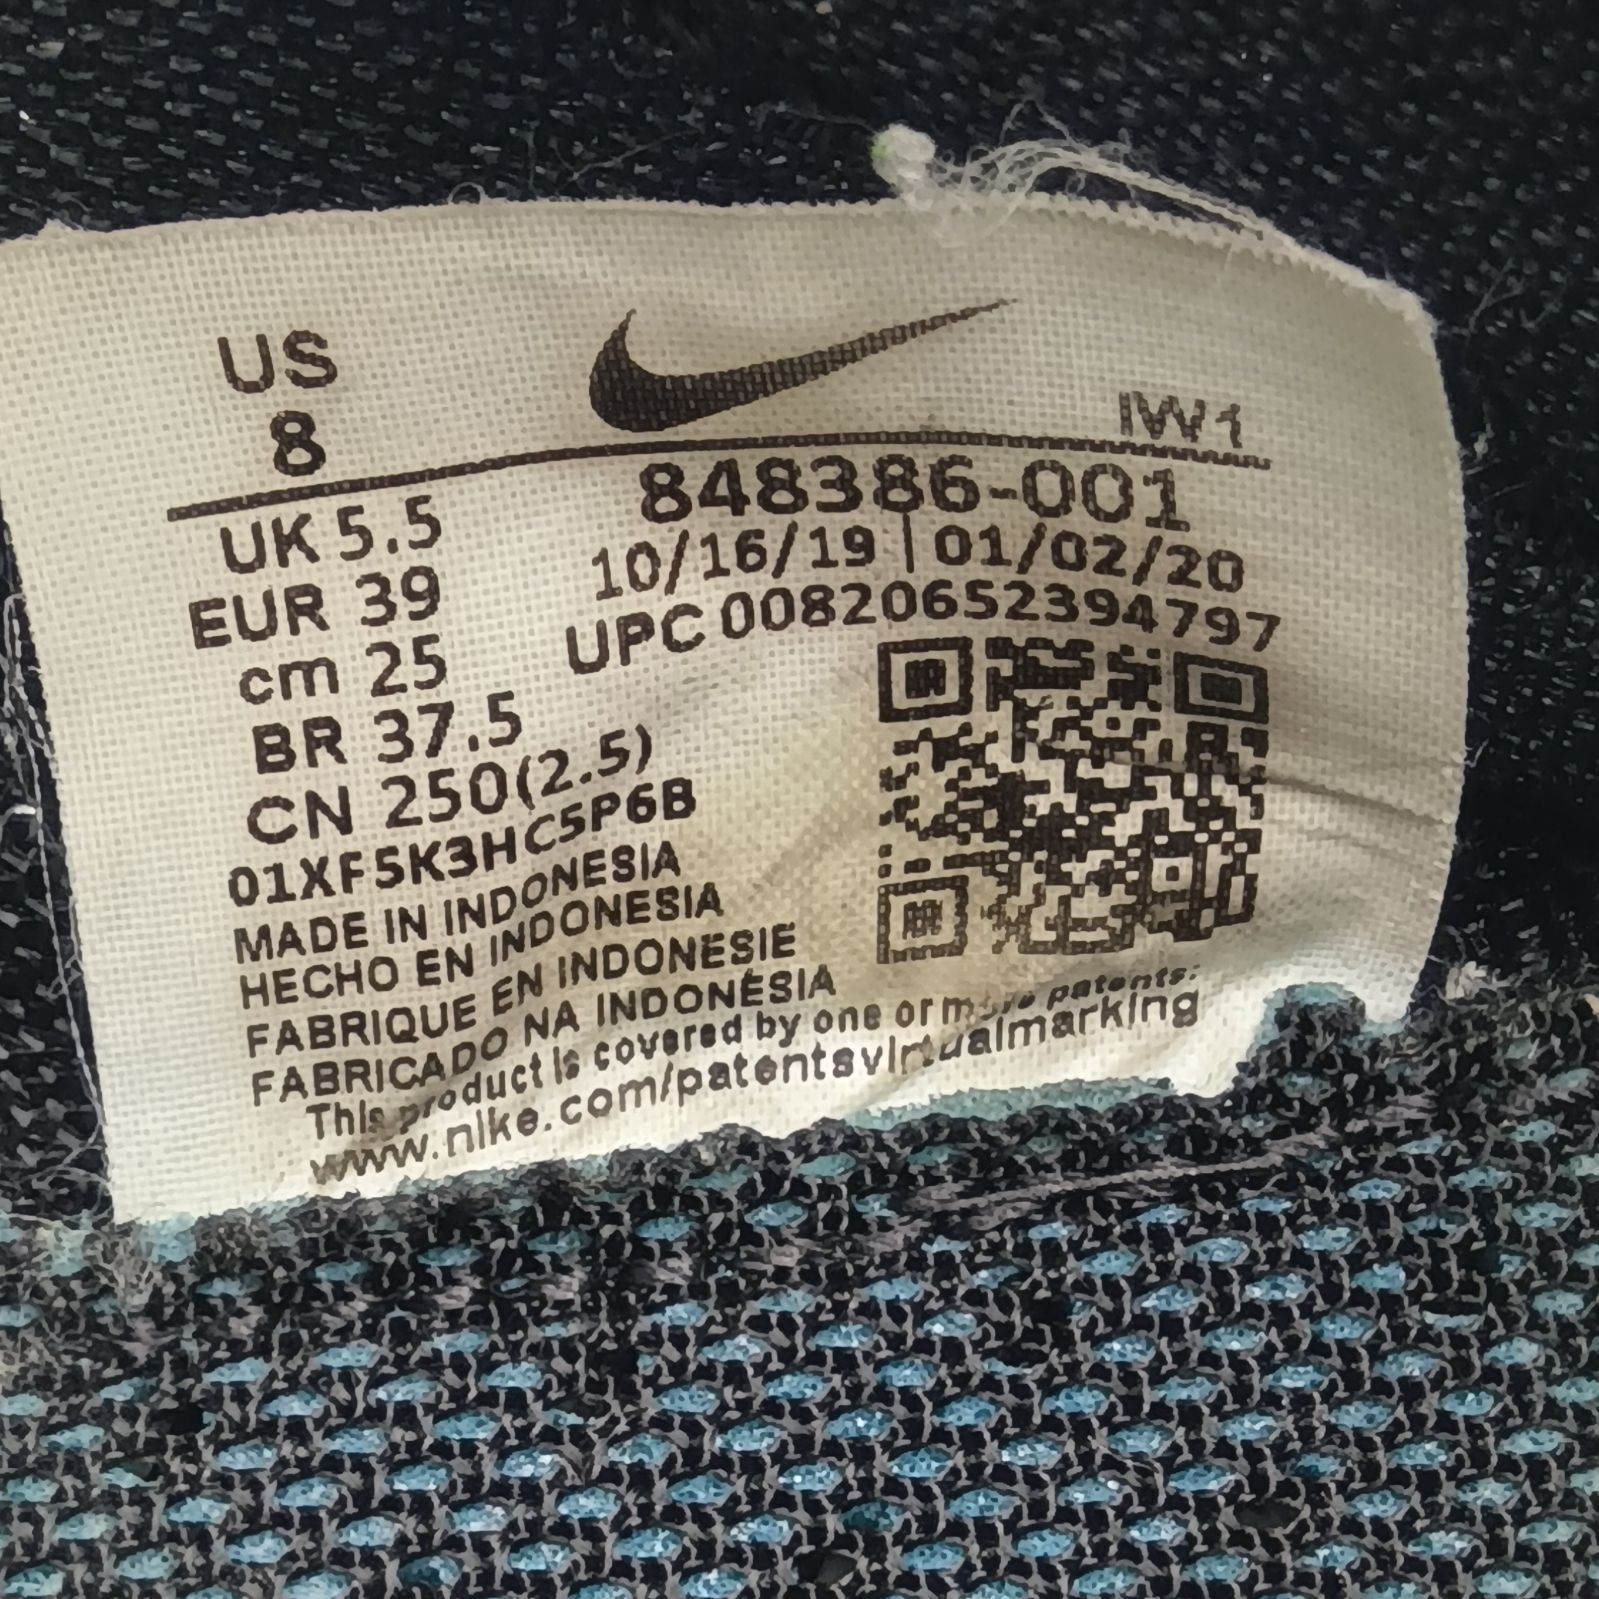 US
8
IW1
UK 5.5
848386-001
EUR 39
10/16/19 | 01/02/20
cm 25
UPC 00820652394797
BR 37.5
CN 250(2.5)
01XF5K3HC5P6B
MADE IN INDONESIA
HECHO EN INDONESIA
FABRIQUE EN INDONESIE
FABRICADO NA INDONÉSIA
This product is covered by one or more patents:
www.nike.com/patentsvirtualmarking